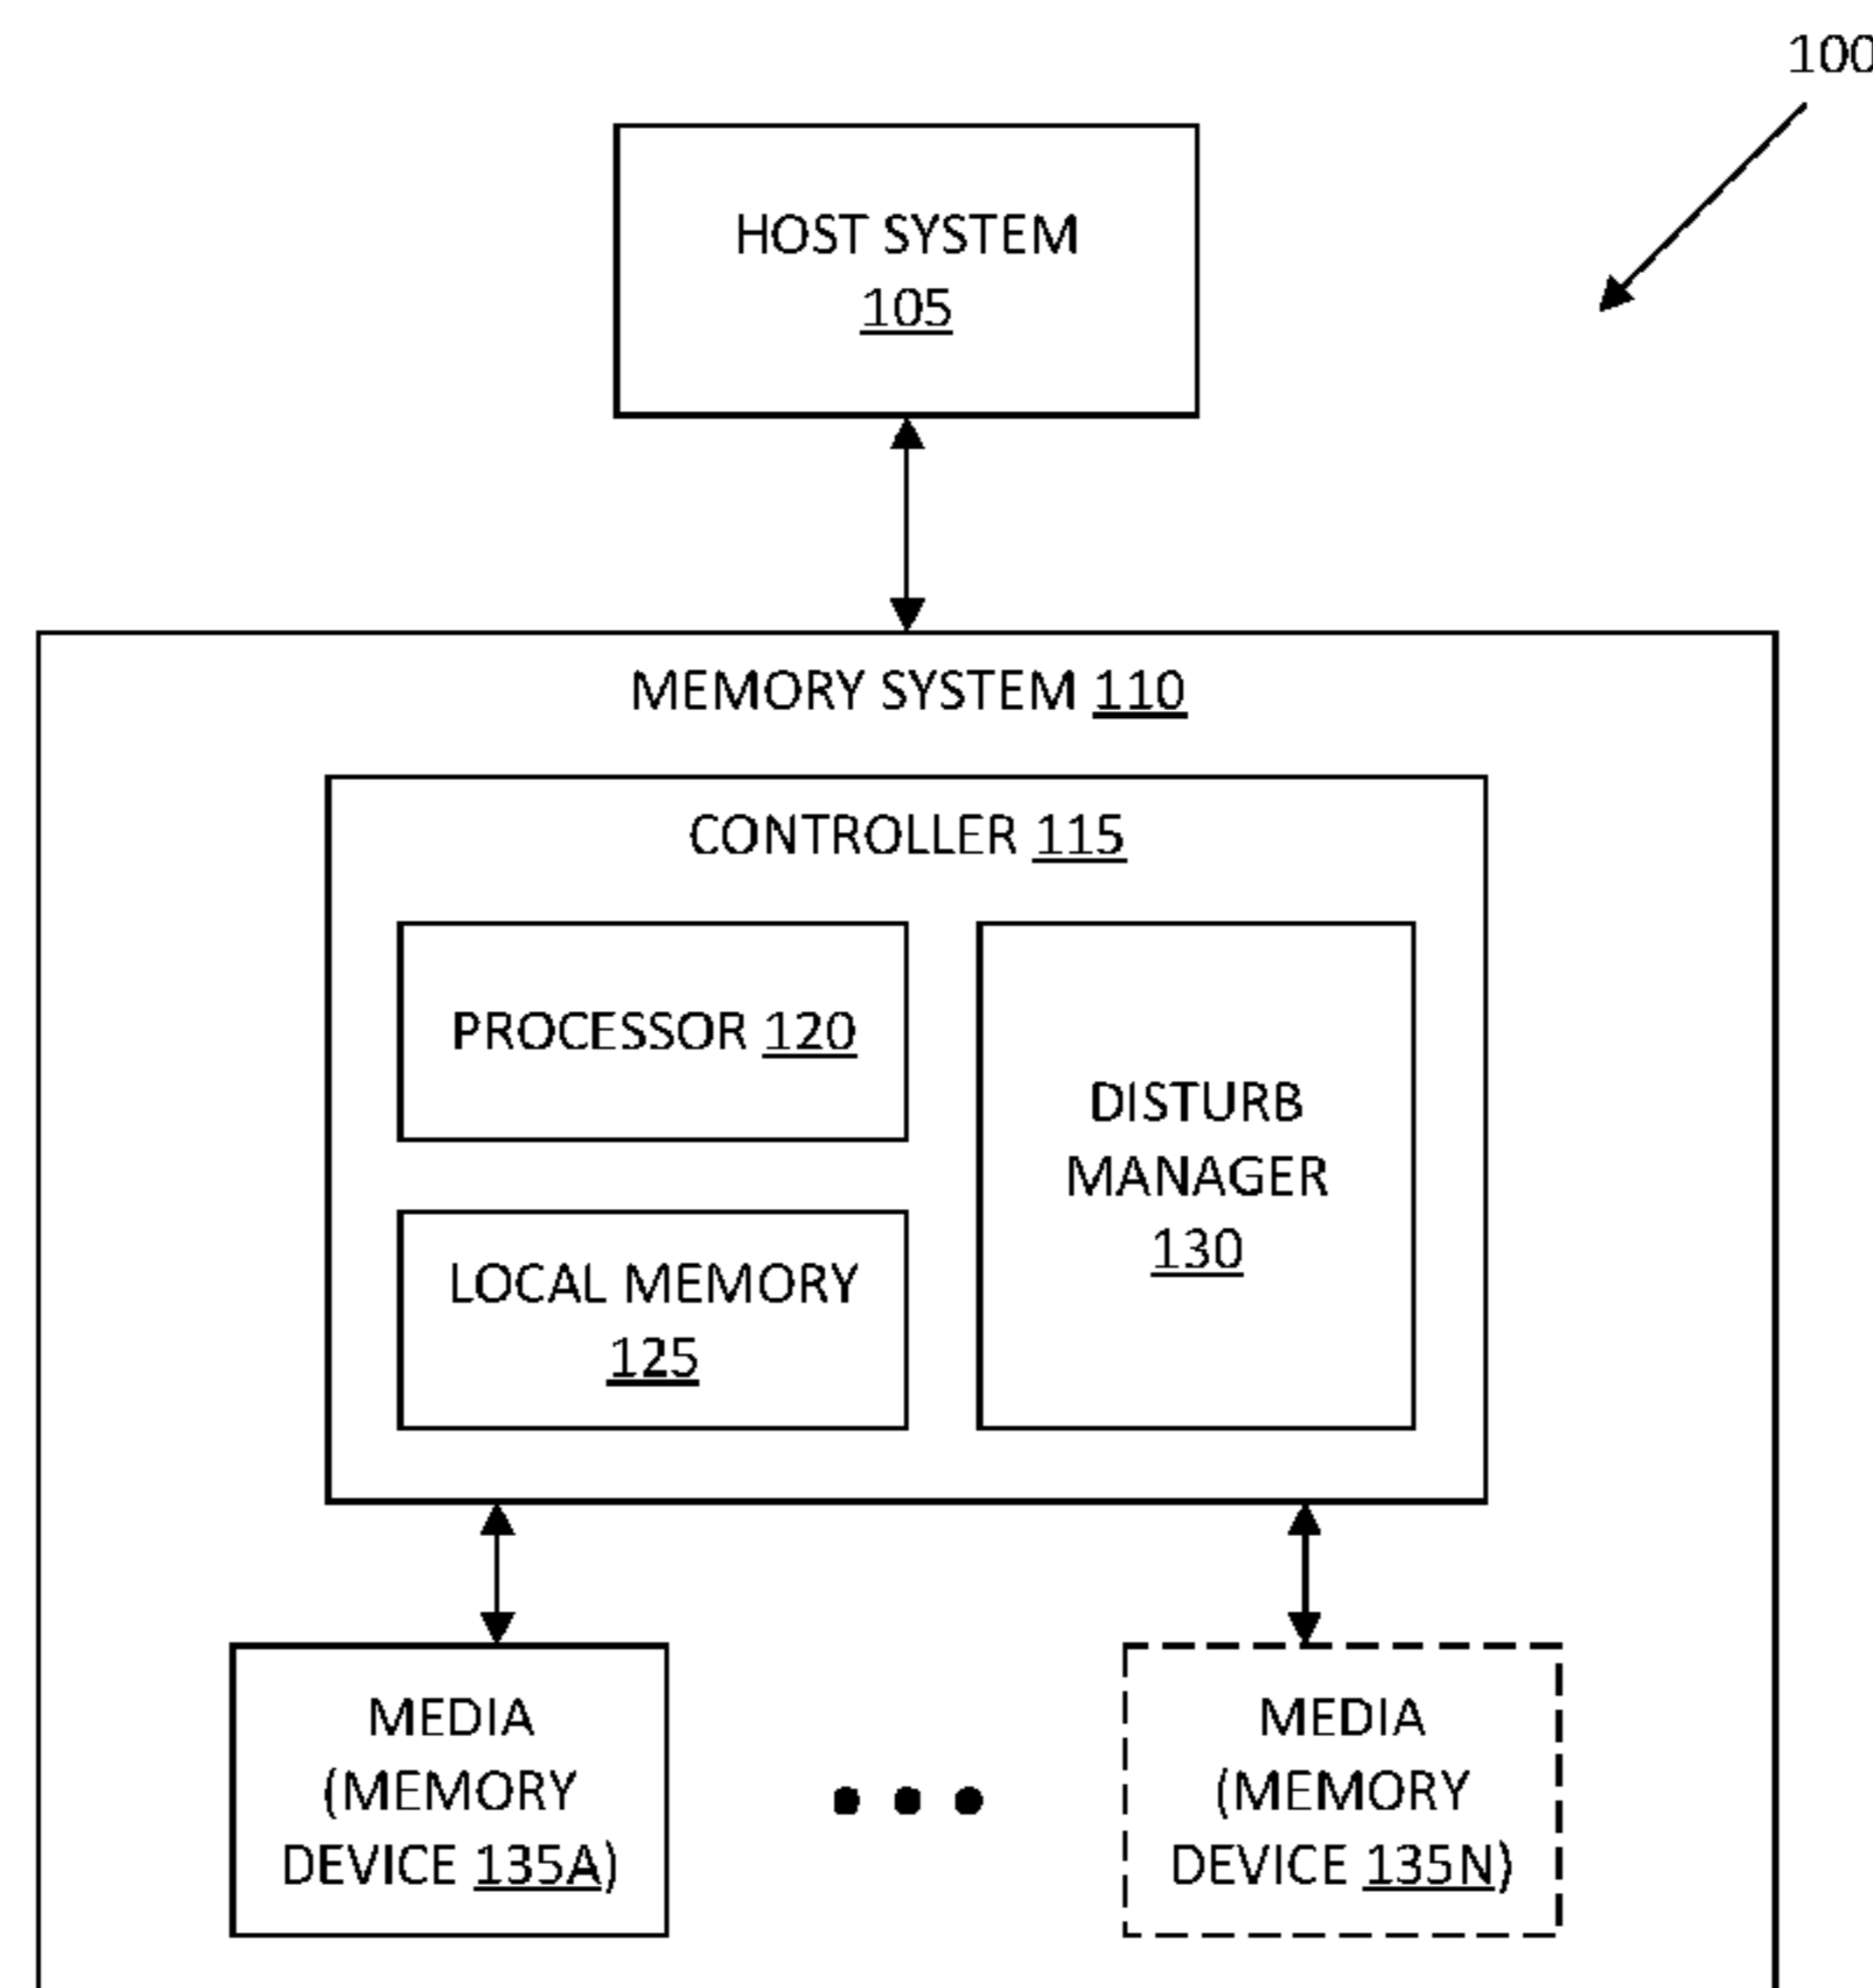 100
HOST SYSTEM
105
MEMORY SYSTEM 110
CONTROLLER 115
PROCESSOR 120
DISTURB
MANAGER
130
LOCAL MEMORY
125
MEDIA
(MEMORY
DEVICE 135A)
MEDIA
(MEMORY
DEVICE 135N)